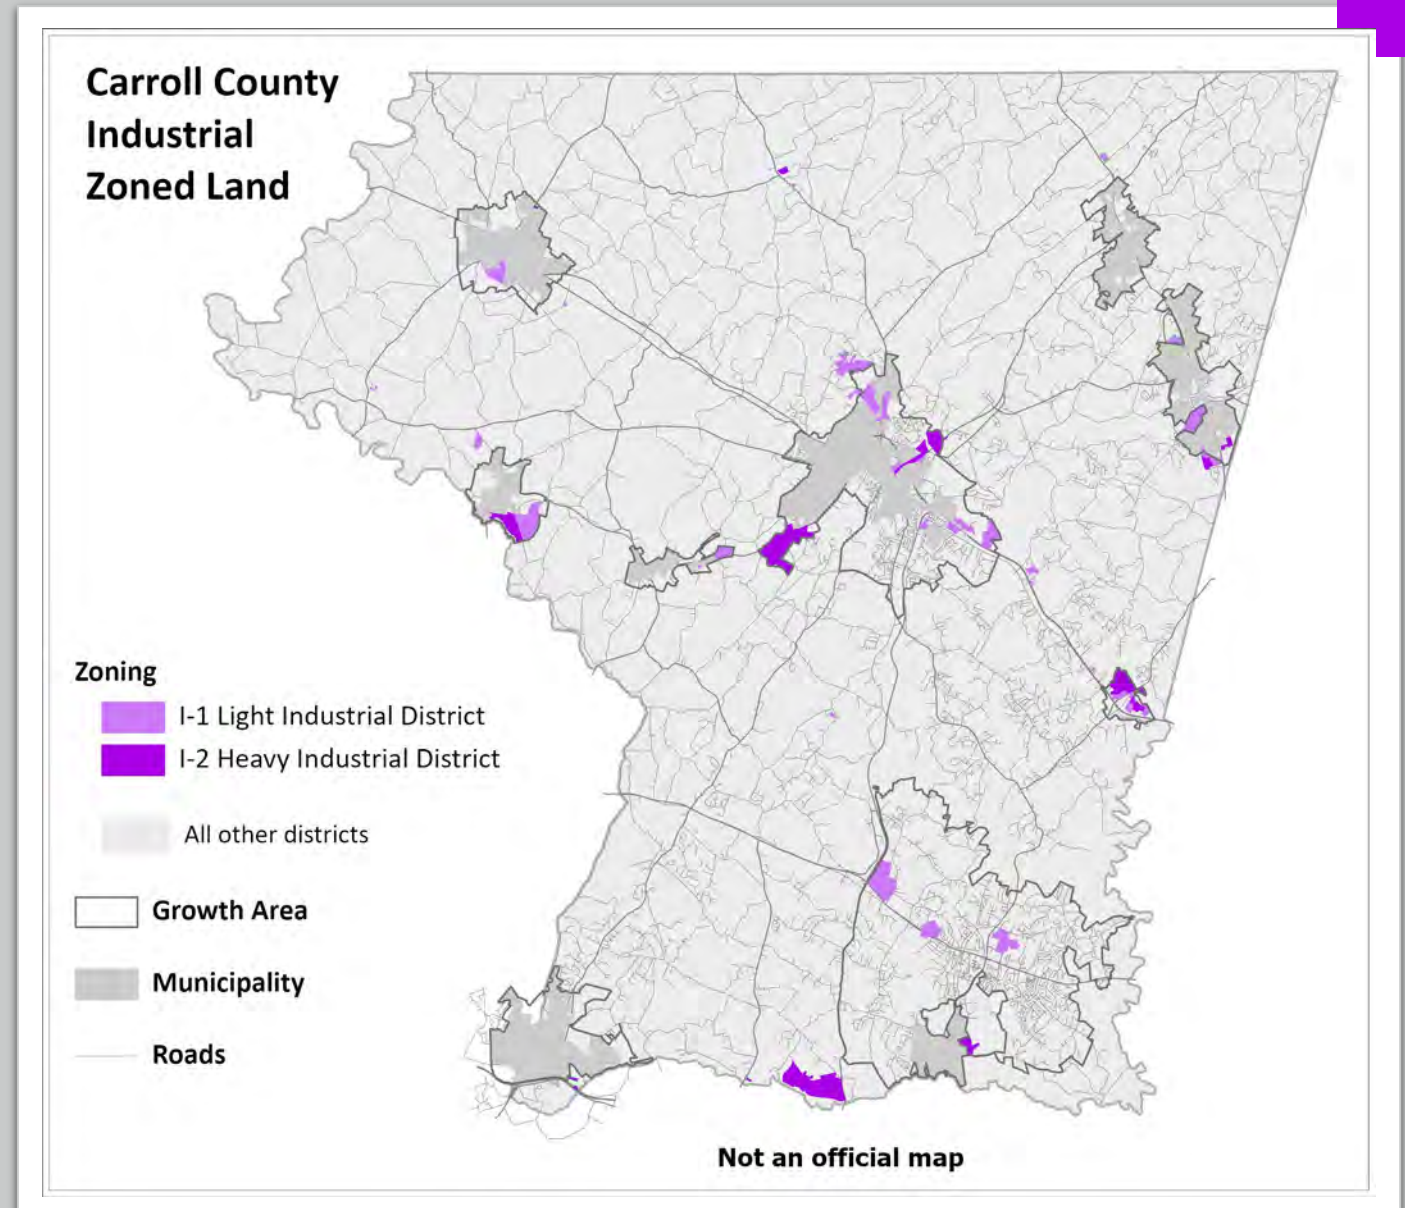 Carroll County
Industrial
Zoned Land
Zoning
I-1 Light Industrial District
I-2 Heavy Industrial District
All other districts
Growth Area
Municipality
Roads
Not an official map